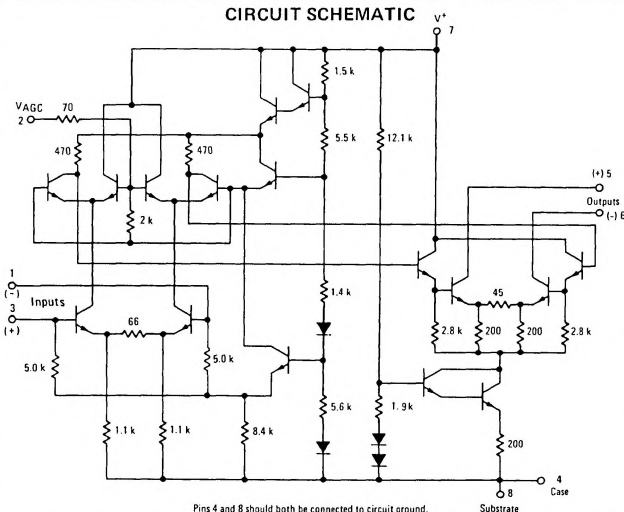 CIRCUIT SCHEMATIC
V+
7
1.5 k
VAGC
70
2
470
470
5.5 k
12.1 k
(+) 5
Outputs
(-) 6
2 k
1
(-)
Inputs
3
(+)
66
1.4 k
45
2.8 k
200
200
2.8 k
5.0 k
5.0 k
1.1 k
1.1 k
8.4 k
5.6 k
1.9k
200
4
Case
8
Substrate
Pins 4 and 8 should both be connected to circuit ground.